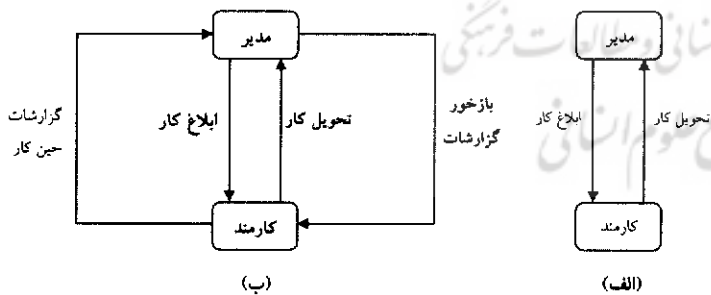 مدیر
ابلاغ کار
تحویل کار
کارمند
(الف)
مدیر
گزارشات
حین کار
ابلاغ کار
تحویل کار
بازخور
گزارشات
کارمند
(ب)